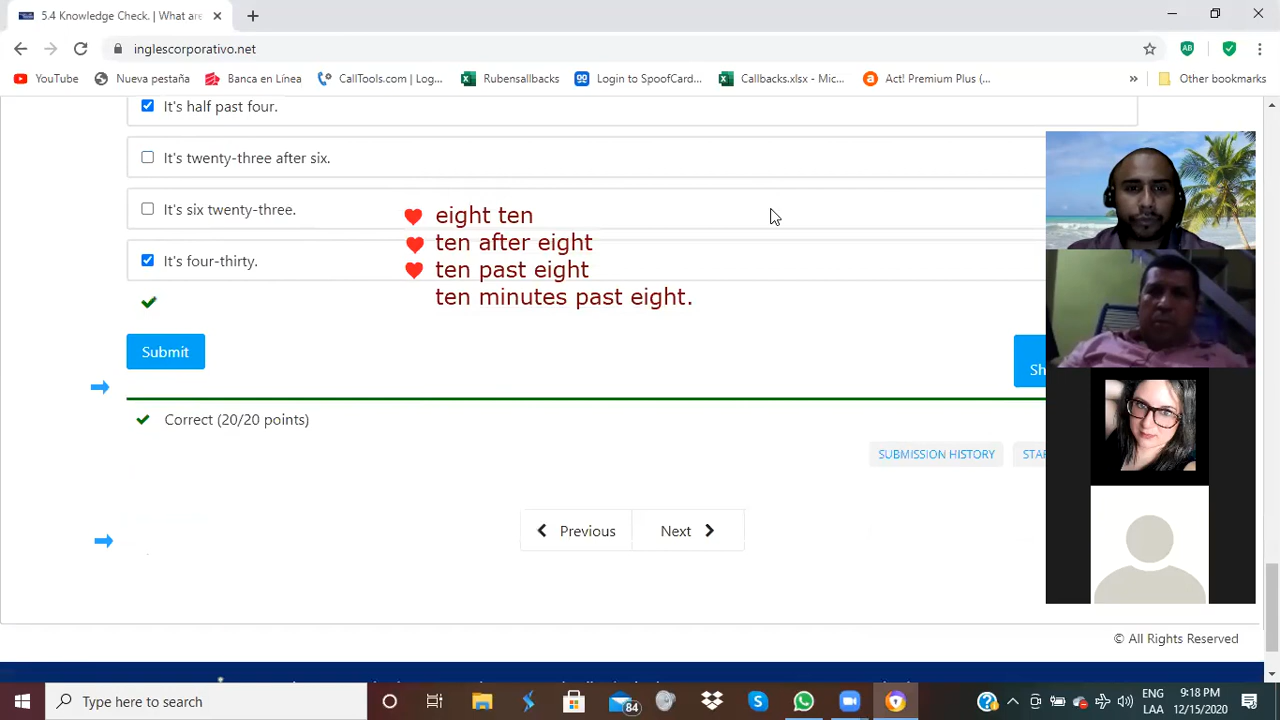 5.4 Knowledge Check. | What are
inglescorporativo.net
YouTube
Nueva pestaña
Banca en Línea
CallTools.com | Log...
Rubensallbacks
Login to SpoofCard...
Callbacks.xlsx - Mic...
Act! Premium Plus (...
Other bookmarks
It's half past four.
It's twenty-three after six.
It's six twenty-three.
It's four-thirty.
eight ten
ten after eight
ten past eight
ten minutes past eight.
Submit
Sh
Correct (20/20 points)
SUBMISSION HISTORY
STAF
Previous
Next
© All Rights Reserved
Type here to search
84
ENG
LAA
9:18 PM
12/15/2020